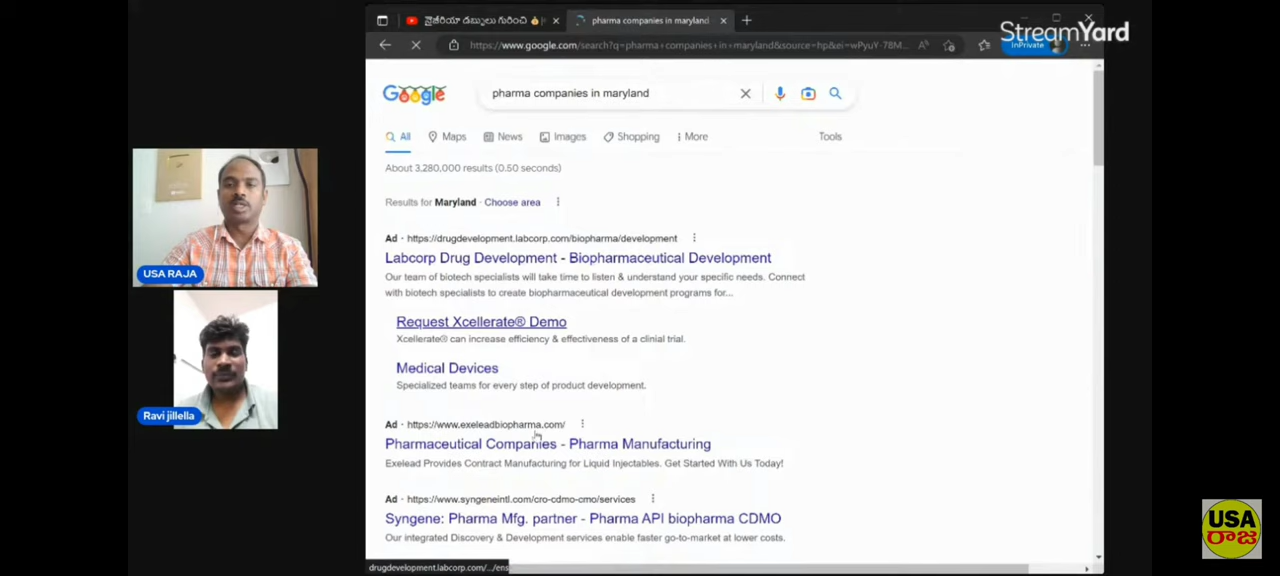 నైజీరియా డబ్బులు గురించి
pharma companies in maryland
StreamYard
https://www.google.com/search?q=pharma+companies+in+maryland&source=hp&ei=wPyuY-78M...
InPrivate
Google
pharma companies in maryland
All
Maps
News
Images
Shopping
More
Tools
About 3,280,000 results (0.50 seconds)
Results for Maryland · Choose area
Ad · https://drugdevelopment.labcorp.com/biopharma/development
Labcorp Drug Development - Biopharmaceutical Development
Our team of biotech specialists will take time to listen & understand your specific needs. Connect
with biotech specialists to create biopharmaceutical development programs for...
Request Xcellerate® Demo
Xcellerate® can increase efficiency & effectiveness of a clinial trial.
Medical Devices
Specialized teams for every step of product development.
Ad · https://www.exeleadbiopharma.com/
Pharmaceutical Companies - Pharma Manufacturing
Exelead Provides Contract Manufacturing for Liquid Injectables. Get Started With Us Today!
Ad · https://www.syngeneintl.com/cro-cdmo-cmo/services
Syngene: Pharma Mfg. partner - Pharma API biopharma CDMO
Our integrated Discovery & Development services enable faster go-to-market at lower costs.
drugdevelopment.labcorp.com/.../ens
USA RAJA
Ravi jillella
USA
రాజా